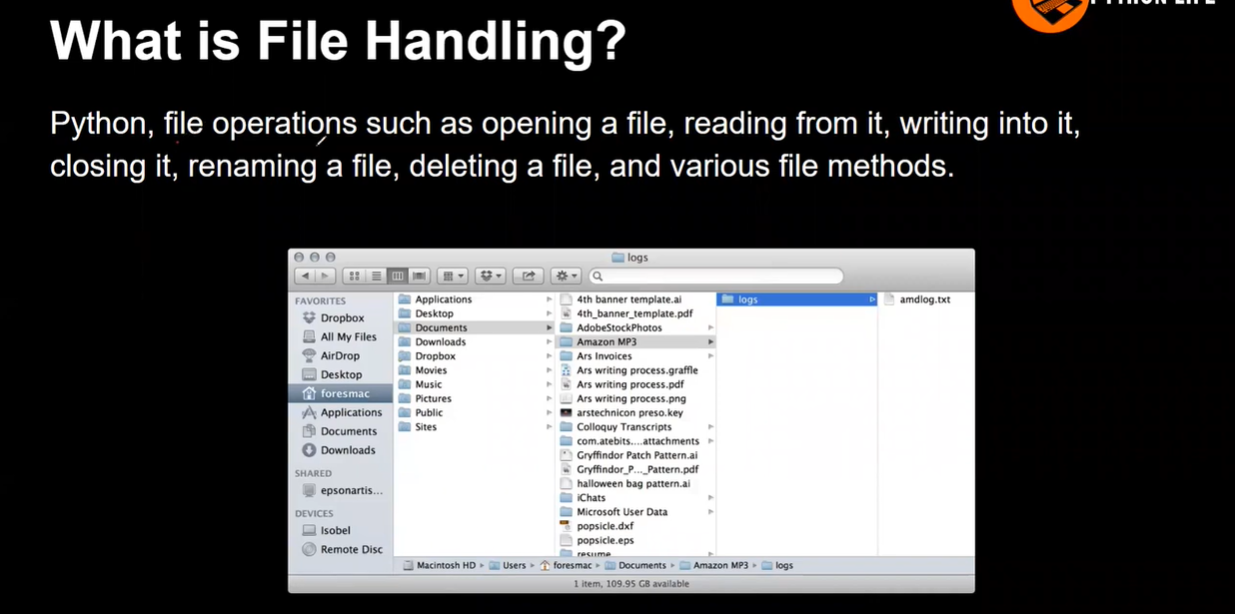 PYTHON LIFE
What is File Handling?
Python, file operations such as opening a file, reading from it, writing into it,
closing it, renaming a file, deleting a file, and various file methods.
logs
FAVORITES
Dropbox
All My Files
AirDrop
Desktop
foresmac
Applications
Documents
Downloads
SHARED
epsonartis...
DEVICES
Isobel
Remote Disc
Applications
Desktop
Documents
Downloads
Dropbox
Movies
Music
Pictures
Public
Sites
4th banner template.ai
4th_banner_template.pdf
AdobeStockPhotos
Amazon MP3
Ars Invoices
Ars writing process.graffle
Ars writing process.pdf
Ars writing process.png
arstechnicon preso.key
Colloquy Transcripts
com.atebits....attachments
Gryffindor Patch Pattern.ai
Gryffindor_P..._Pattern.pdf
halloween bag pattern.ai
iChats
Microsoft User Data
popsicle.dxf
popsicle.eps
resume
logs
amdlog.txt
Macintosh HD ▸ Users ▸ foresmac ▸ Documents ▸ Amazon MP3 ▸ logs
1 item, 109.95 GB available